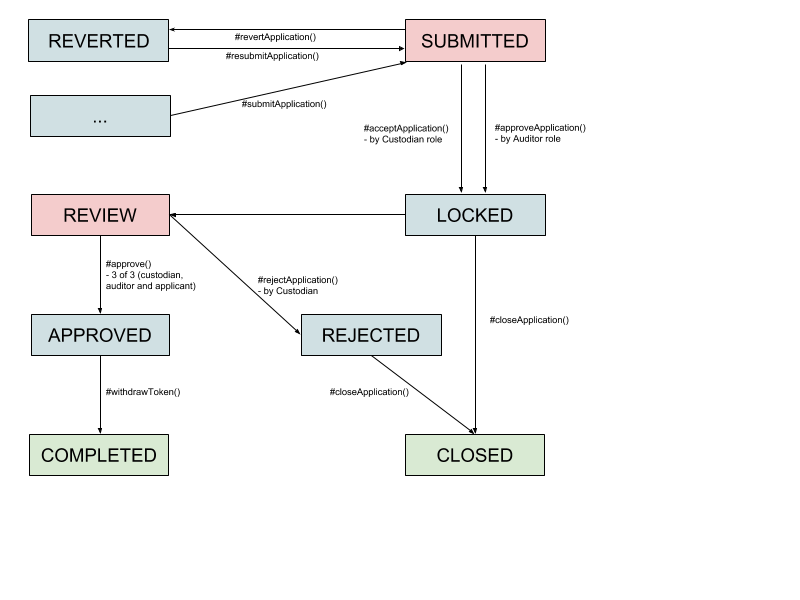 REVERTED
#revertApplication()
#resubmitApplication()
SUBMITTED
...
#submitApplication()
#acceptApplication()
- by Custodian role
#approveApplication()
- by Auditor role
REVIEW
LOCKED
#approve()
- 3 of 3 (custodian,
auditor and applicant)
#rejectApplication()
- by Custodian
#closeApplication()
APPROVED
REJECTED
#withdrawToken()
#closeApplication()
COMPLETED
CLOSED